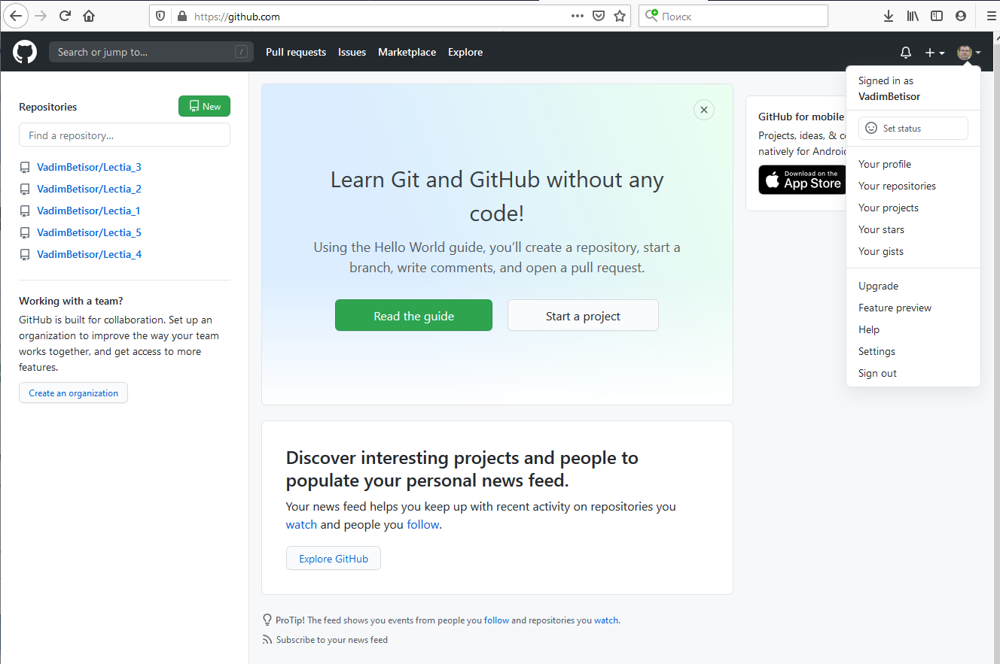 https://github.com
Поиск
Search or jump to...
/
Pull requests
Issues
Marketplace
Explore
Repositories
New
Find a repository...
VadimBetisor/Lectia_3
VadimBetisor/Lectia_2
VadimBetisor/Lectia_1
VadimBetisor/Lectia_5
VadimBetisor/Lectia_4
Working with a team?
GitHub is built for collaboration. Set up an
organization to improve the way your team
works together, and get access to more
features.
Create an organization
Learn Git and GitHub without any
code!
Using the Hello World guide, you’ll create a repository, start a
branch, write comments, and open a pull request.
Read the guide
Start a project
Discover interesting projects and people to
populate your personal news feed.
Your news feed helps you keep up with recent activity on repositories you
watch and people you follow.
Explore GitHub
ProTip! The feed shows you events from people you follow and repositories you watch.
Subscribe to your news feed
GitHub for mobile
Projects, ideas, &
natively for
Download on the
App Store
Signed in as
VadimBetisor
Set status
Your profile
Your repositories
Your projects
Your stars
Your gists
Upgrade
Feature preview
Help
Settings
Sign out